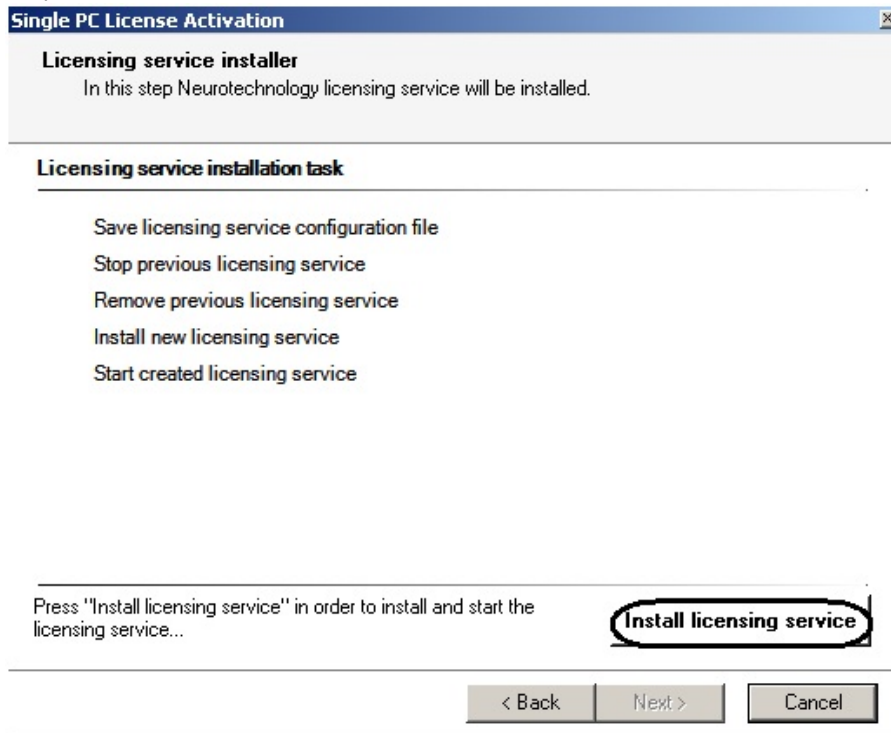 Single PC License Activation
Licensing service installer
In this step Neurotechnology licensing service will be installed.
Licensing service installation task
Save licensing service configuration file
Stop previous licensing service
Remove previous licensing service
Install new licensing service
Start created licensing service
Press "Install licensing service" in order to install and start the
licensing service...
Install licensing service
< Back
Next >
Cancel